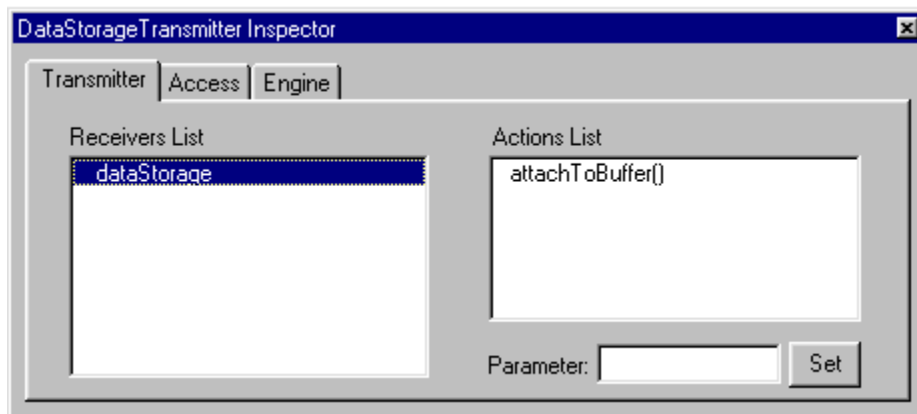 DataStorageTransmitter Inspector
Transmitter Access Engine
Receivers List
dataStorage
Actions List
attachToBuffer()
Parameter:
Set